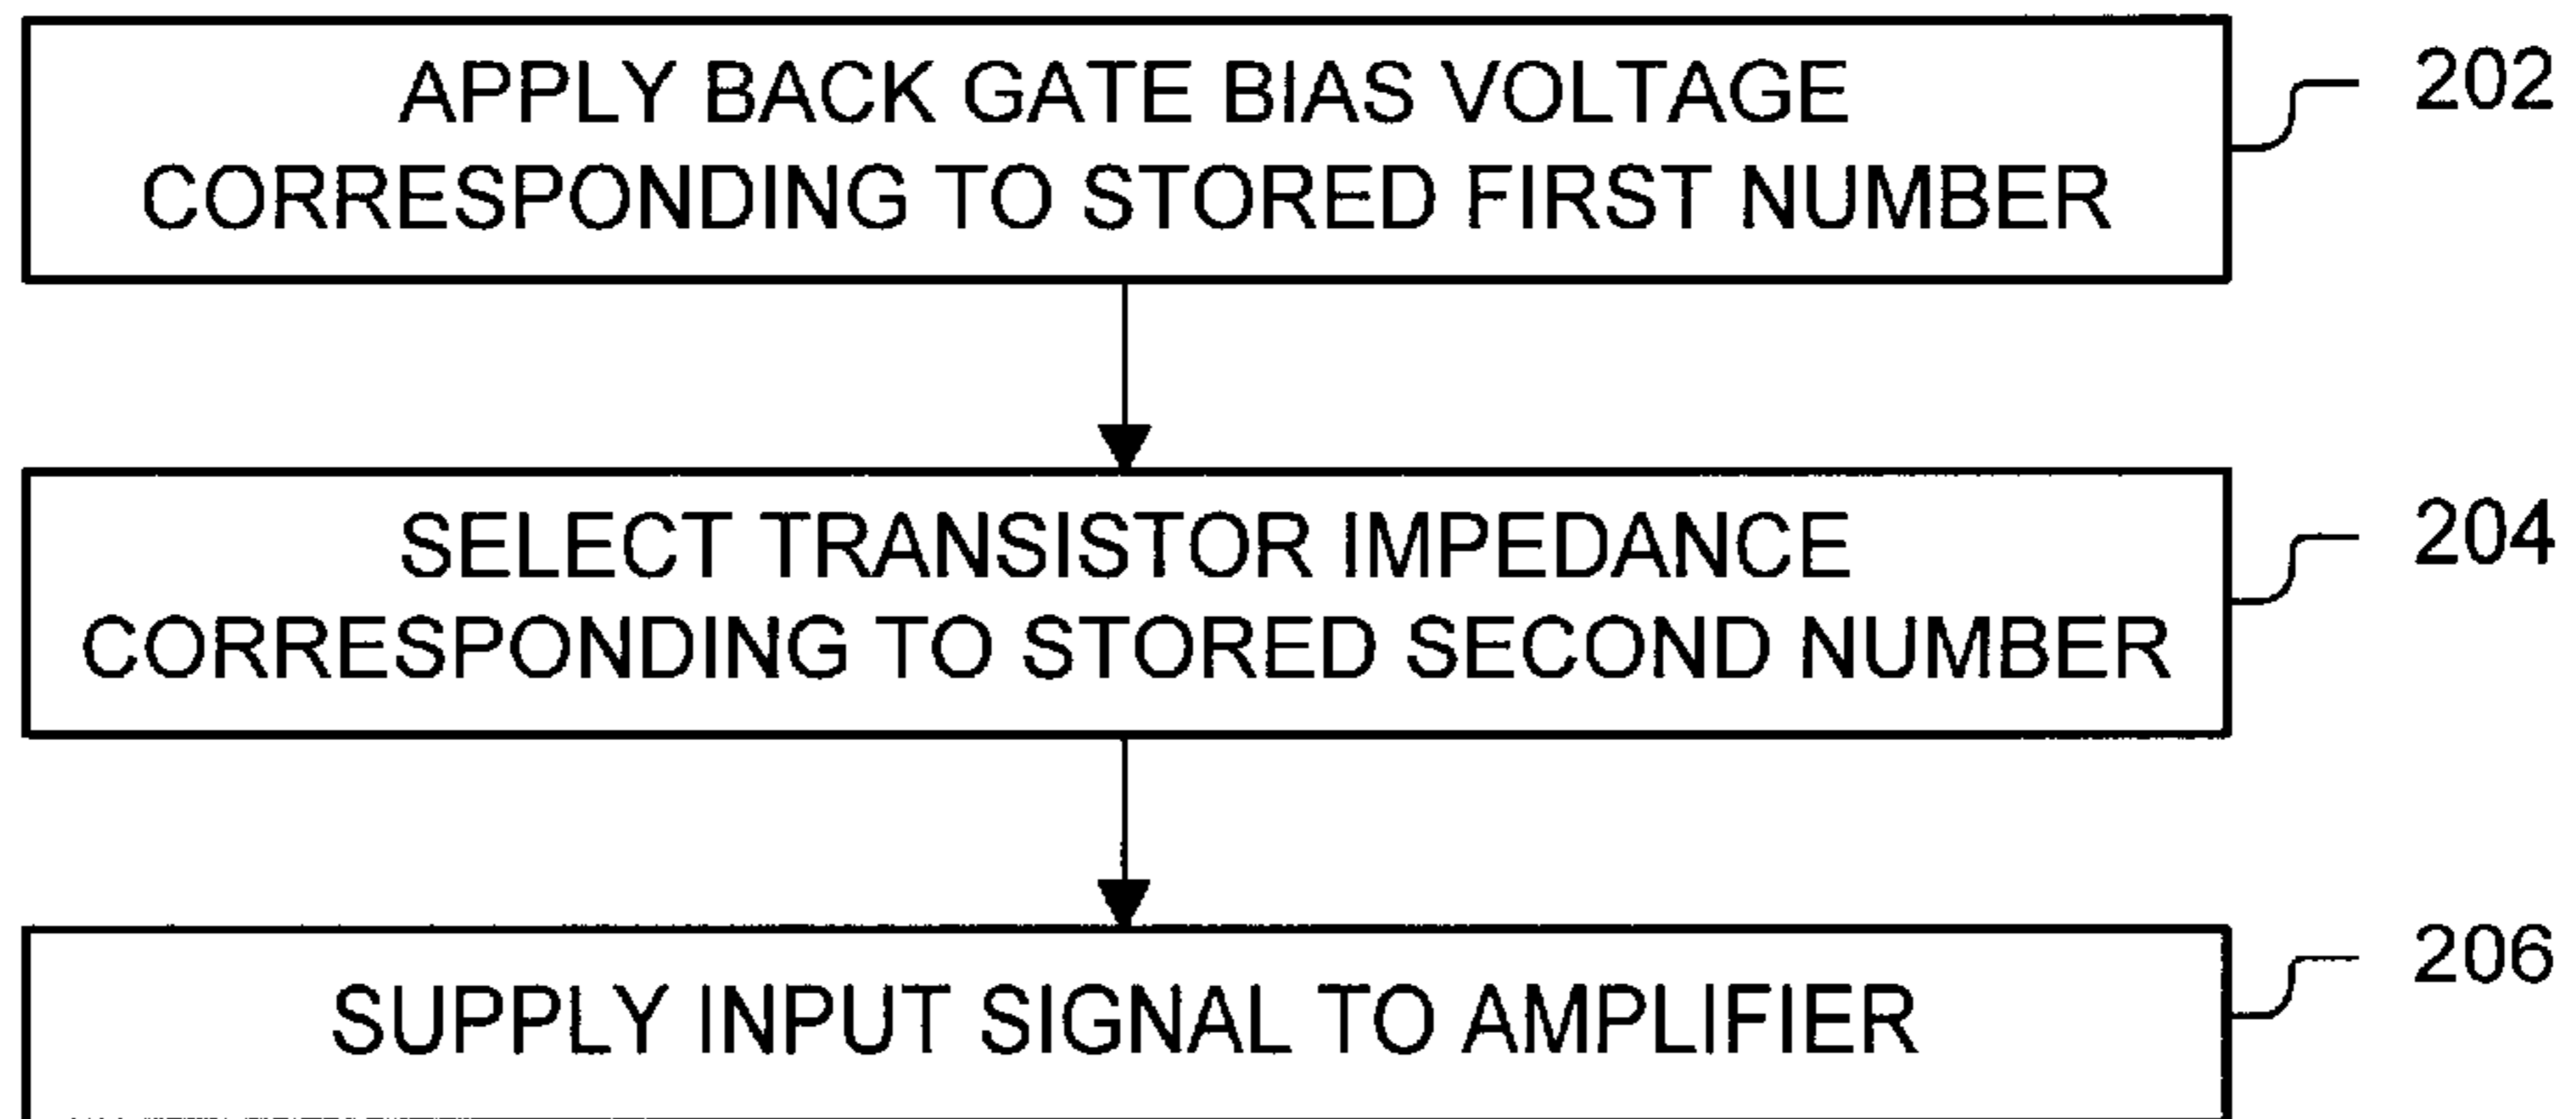 APPLY BACK GATE BIAS VOLTAGE
CORRESPONDING TO STORED FIRST NUMBER
202
SELECT TRANSISTOR IMPEDANCE
CORRESPONDING TO STORED SECOND NUMBER
204
SUPPLY INPUT SIGNAL TO AMPLIFIER
206